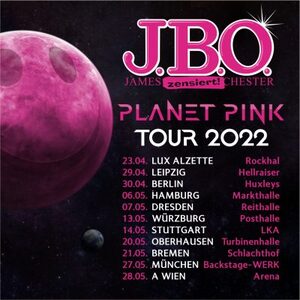 J.B.O.
JAMES zensiert! CHESTER
PLANET PINK
TOUR 2022
23.04. LUX ALZETTE Rockhal
29.04. LEIPZIG Hellraiser
30.04. BERLIN Huxleys
06.05. HAMBURG Markthalle
07.05. DRESDEN Reithalle
13.05. WÜRZBURG Posthalle
14.05. STUTTGART LKA
20.05. OBERHAUSEN Turbinenhalle
21.05. BREMEN Schlachthof
27.05. MÜNCHEN Backstage-WERK
28.05. A WIEN Arena